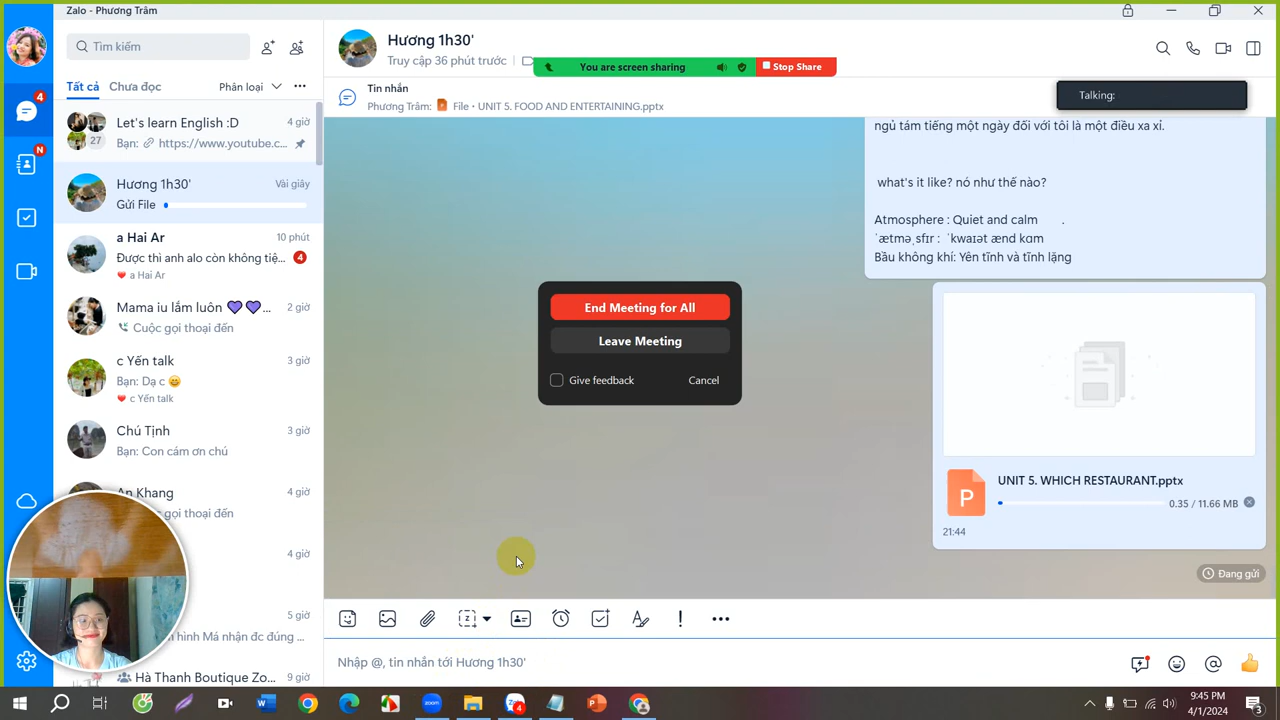 Zalo - Phương Trâm
Tìm kiếm
Tất cả
Chưa đọc
Phân loại
4
N
Let's learn English :D
4 giờ
27
Bạn: https://www.youtube.c...
Hương 1h30'
Vài giây
Gửi File
a Hai Ar
10 phút
Được thì anh alo còn không tiệ...
4
a Hai Ar
Mama iu lắm luôn 💜💜...
2 giờ
Cuộc gọi thoại đến
c Yến talk
3 giờ
Bạn: Dạ c 😄
c Yến talk
Chú Tịnh
3 giờ
Bạn: Con cám ơn chú
An Khang
4 giờ
gọi thoại đến
4 giờ
5 giờ
hình Má nhận đc đúng ...
Hà Thanh Boutique Zo...
9 giờ
Hương 1h30'
Truy cập 36 phút trước
You are screen sharing
Stop Share
Tin nhắn
Phương Trâm: File • UNIT 5. FOOD AND ENTERTAINING.pptx
Talking:
ngủ tám tiếng một ngày đối với tôi là một điều xa xỉ.
what's it like? nó như thế nào?
Atmosphere : Quiet and calm .
ˈætməˌsfɪr : ˈkwaɪət ænd kɑm
Bầu không khí: Yên tĩnh và tĩnh lặng
End Meeting for All
Leave Meeting
Give feedback
Cancel
P
UNIT 5. WHICH RESTAURANT.pptx
0.35 / 11.66 MB
21:44
Đang gửi
Nhập @, tin nhắn tới Hương 1h30'
zoom
4
9:45 PM
4/1/2024
3